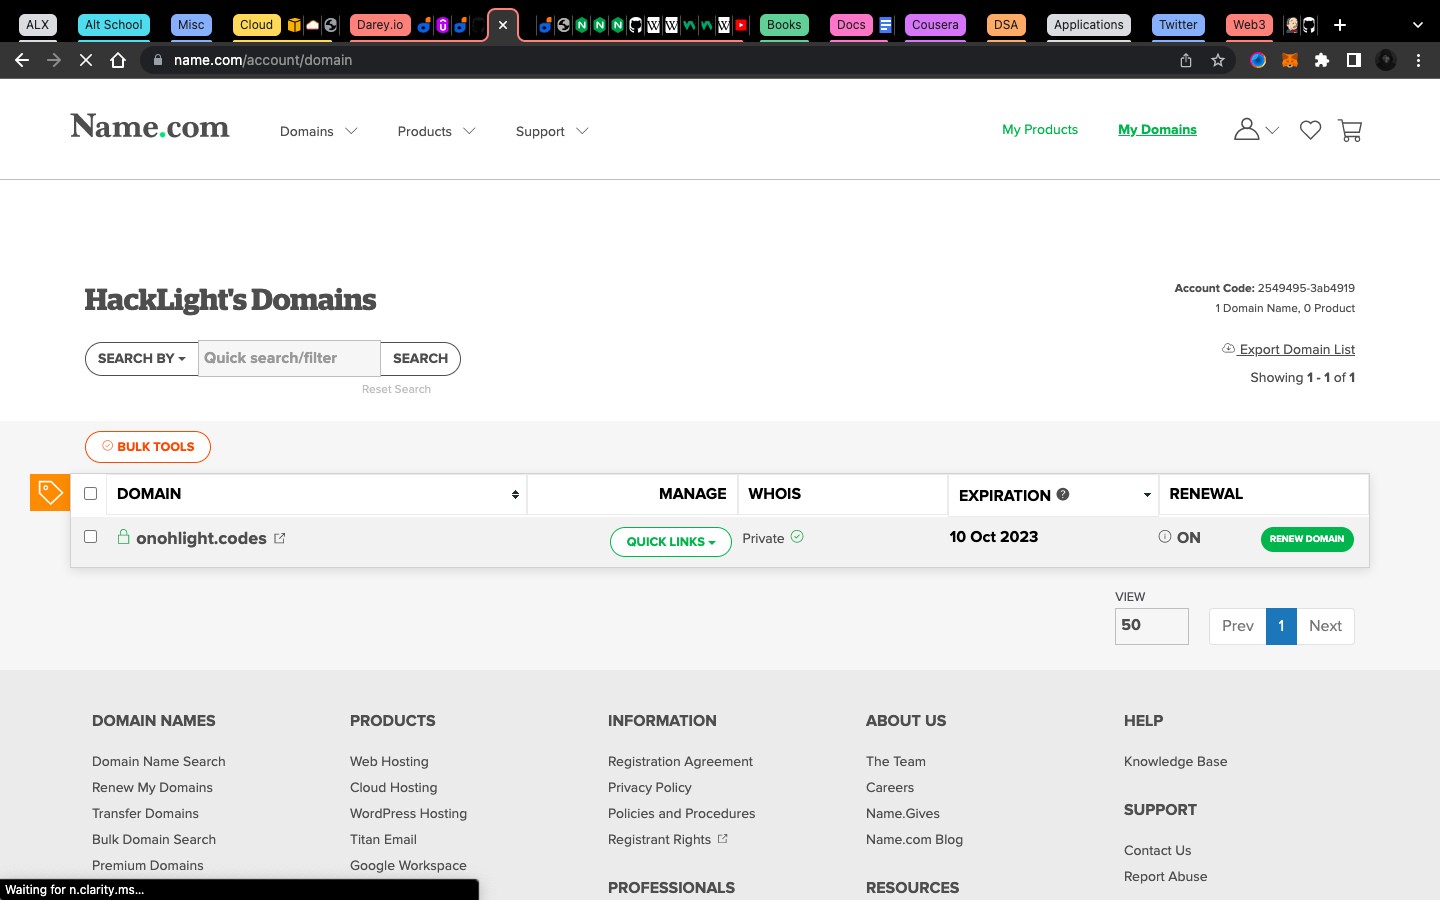 ALX Alt School Misc Cloud Darey.io Books Docs Cousera DSA Applications Twitter Web3
name.com/account/domain
Name.com Domains Products Support My Products My Domains
HackLight's Domains
Account Code: 2549495-3ab4919
1 Domain Name, 0 Product
SEARCH BY Quick search/filter SEARCH
Export Domain List
Reset Search
Showing 1 - 1 of 1
BULK TOOLS
DOMAIN MANAGE WHOIS EXPIRATION ? RENEWAL
onohlight.codes QUICK LINKS Private 10 Oct 2023 ON RENEW DOMAIN
VIEW
50 Prev 1 Next
DOMAIN NAMES PRODUCTS INFORMATION ABOUT US HELP
Domain Name Search Web Hosting Registration Agreement The Team Knowledge Base
Renew My Domains Cloud Hosting Privacy Policy Careers
Transfer Domains WordPress Hosting Policies and Procedures Name.Gives SUPPORT
Bulk Domain Search Titan Email Registrant Rights Name.com Blog Contact Us
Premium Domains Google Workspace Report Abuse
PROFESSIONALS RESOURCES
Waiting for n.clarity.ms...